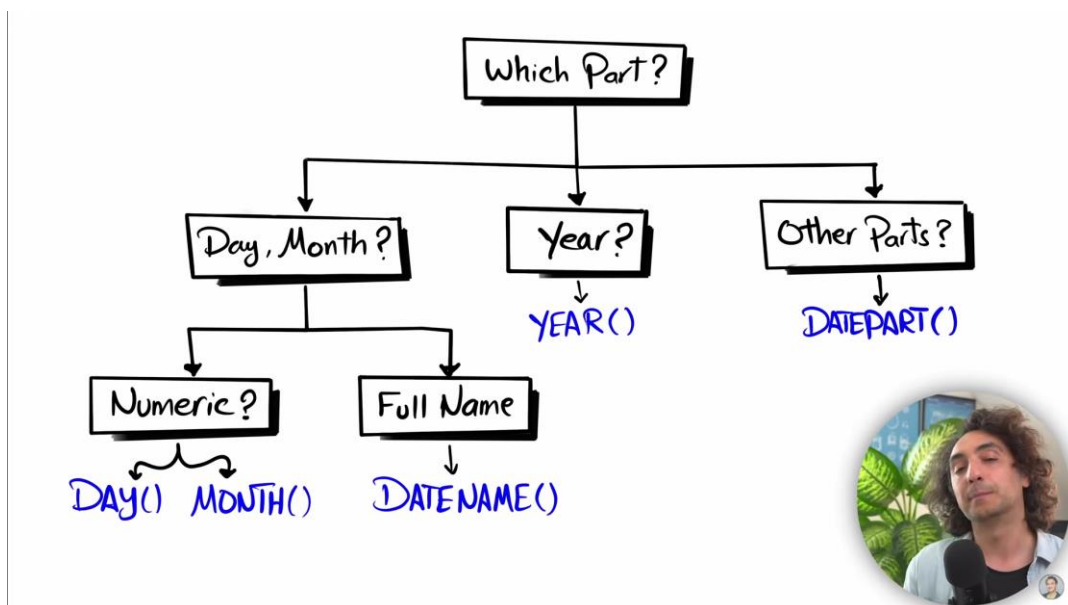 Which Part?
Day, Month?
Year?
Other Parts?
YEAR()
DATEPART()
Numeric?
Full Name
DAY()
MONTH()
DATENAME()